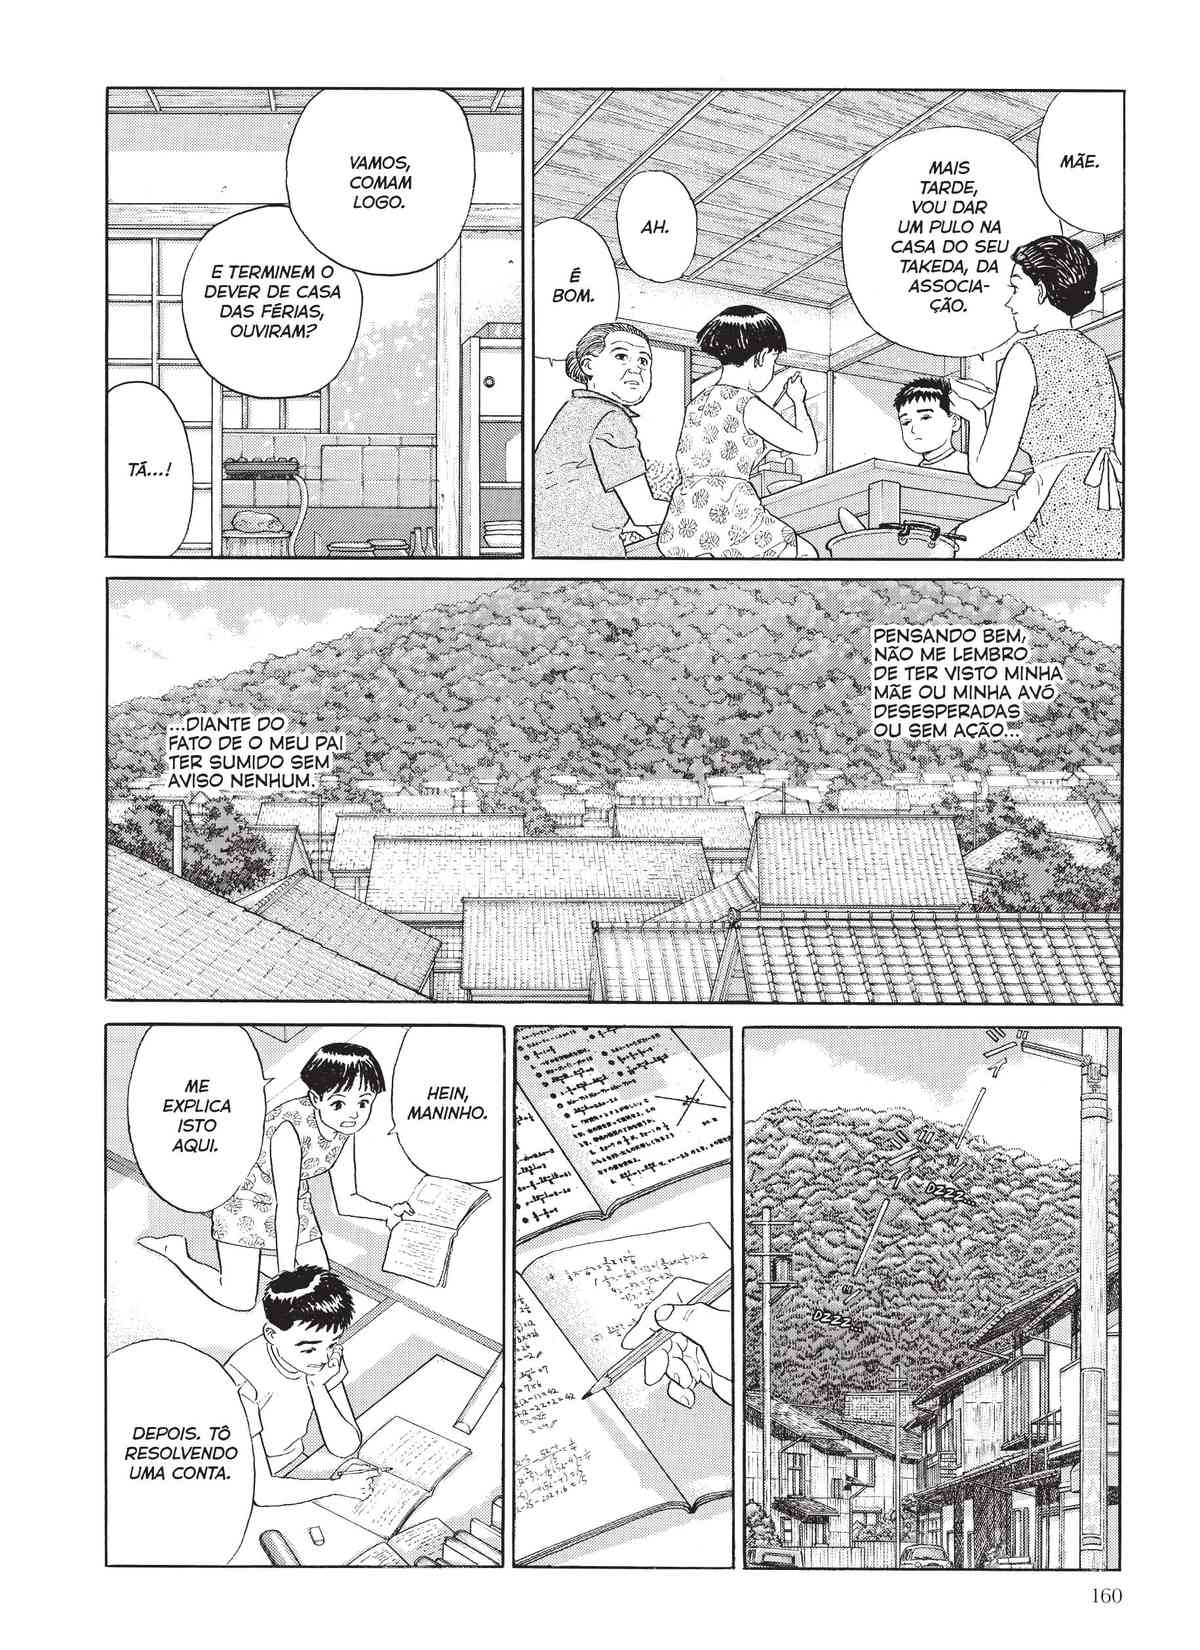 MÃE.
MAIS
TARDE,
VOU DAR
UM PULO NA
CASA DO SEU
TAKEDA, DA
ASSOCIA-
ÇÃO.
AH.
É
BOM.
VAMOS,
COMAM
LOGO.
E TERMINEM O
DEVER DE CASA
DAS FÉRIAS,
OUVIRAM?
TÁ...!
PENSANDO BEM,
NÃO ME LEMBRO
DE TER VISTO MINHA
MÃE OU MINHA AVÓ
DESESPERADAS
OU SEM AÇÃO...
...DIANTE DO
FATO DE O MEU PAI
TER SUMIDO SEM
AVISO NENHUM.
DZZZ
DZZZ
HEIN,
MANINHO.
ME
EXPLICA
ISTO
AQUI.
DEPOIS. TÔ
RESOLVENDO
UMA CONTA.
160